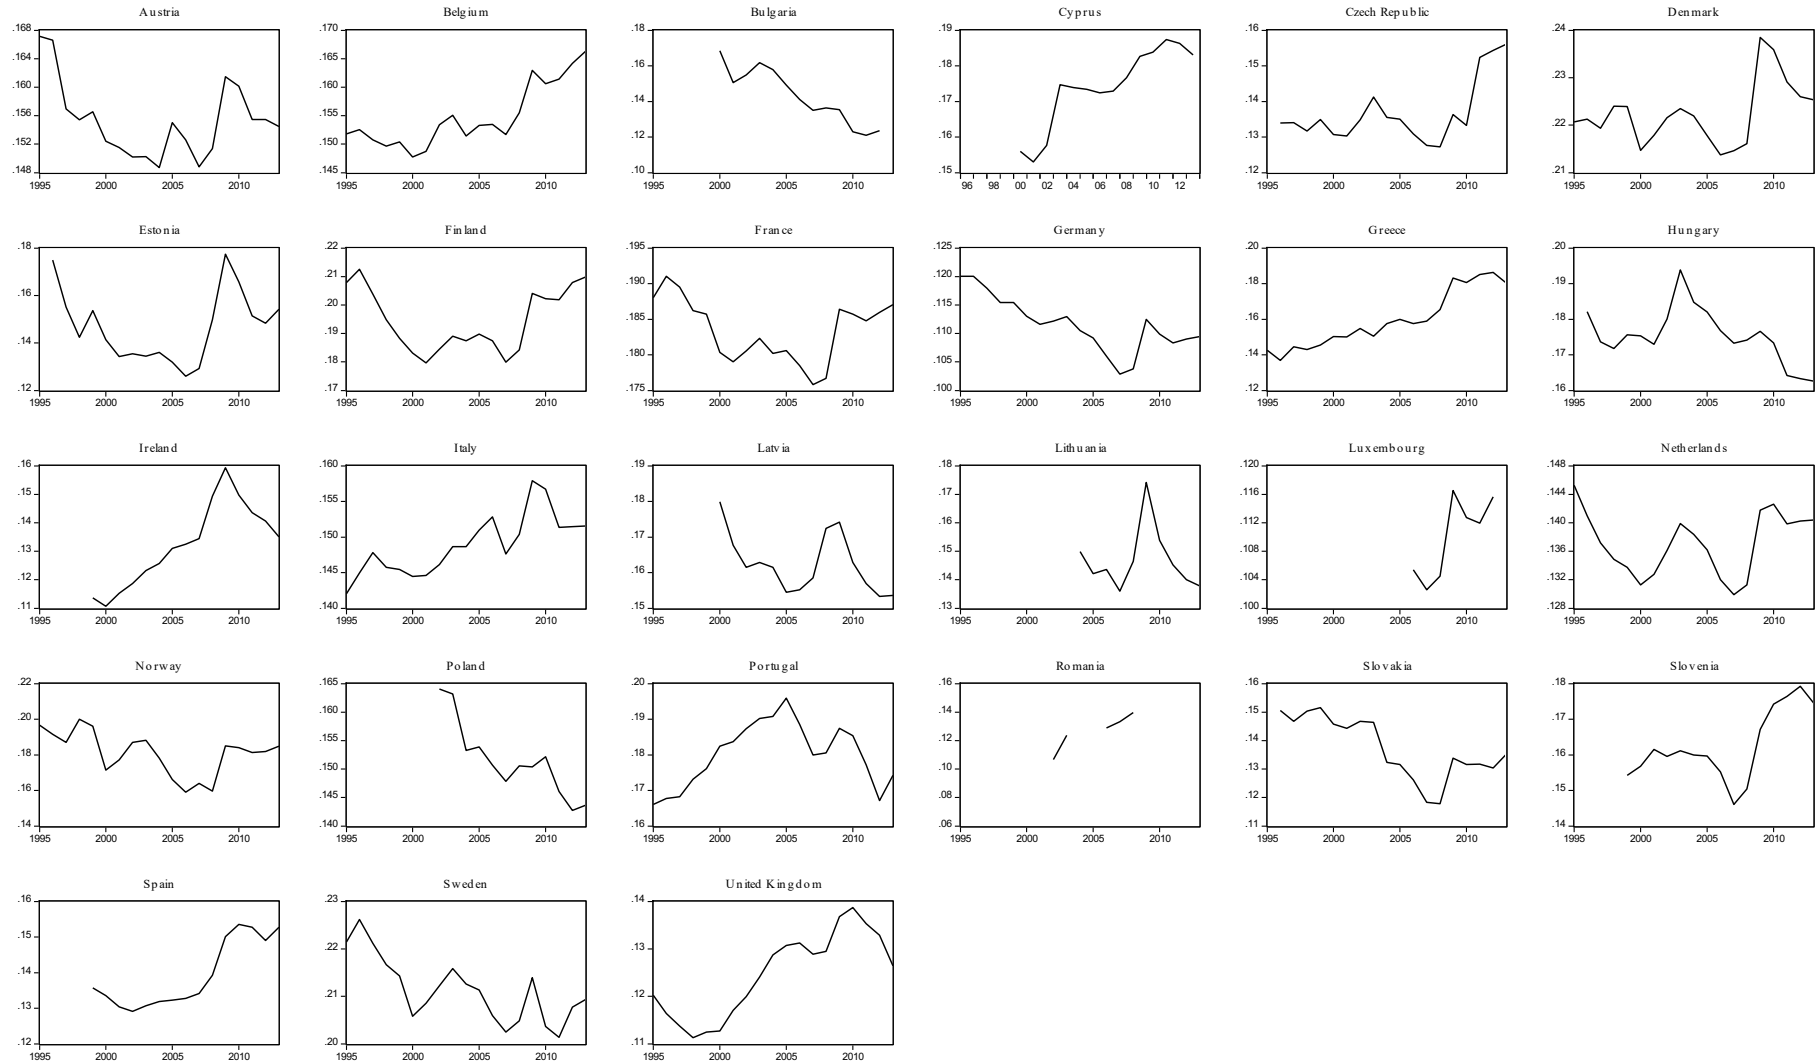 Austria Belgium Bulgaria Cyprus Czech Republic Denmark
.168 .170 .18 .19 .16 .24
.164 .165 .16 .18 .15 .23
.160 .160 .14 .17 .14 .22
.156 .155 .12 .16 .13 .21
.152 .150 .10 .15 .12
.148 .145
1995 2000 2005 2010 1995 2000 2005 2010 1995 2000 2005 2010 96 98 00 02 04 06 08 10 12 1995 2000 2005 2010 1995 2000 2005 2010
Estonia Finland France Germany Greece Hungary
.18 .22 .195 .125 .20 .20
.16 .21 .190 .120 .18 .19
.14 .20 .185 .115 .16 .18
.12 .19 .180 .110 .14 .17
.18 .175 .105 .12 .16
.17 .100
1995 2000 2005 2010 1995 2000 2005 2010 1995 2000 2005 2010 1995 2000 2005 2010 1995 2000 2005 2010 1995 2000 2005 2010
Ireland Italy Latvia Lithuania Luxembourg Netherlands
.16 .160 .19 .18 .120 .148
.15 .155 .18 .17 .116 .144
.14 .150 .17 .16 .112 .140
.13 .145 .16 .15 .108 .136
.12 .140 .15 .14 .104 .132
.11 .13 .100 .128
1995 2000 2005 2010 1995 2000 2005 2010 1995 2000 2005 2010 1995 2000 2005 2010 1995 2000 2005 2010 1995 2000 2005 2010
Norway Poland Portugal Romania Slovakia Slovenia
.22 .165 .20 .16 .16 .18
.20 .160 .19 .14 .15 .17
.18 .155 .18 .12 .14 .16
.16 .150 .17 .10 .13 .15
.14 .145 .16 .08 .12 .14
.140 .06 .11
1995 2000 2005 2010 1995 2000 2005 2010 1995 2000 2005 2010 1995 2000 2005 2010 1995 2000 2005 2010 1995 2000 2005 2010
Spain Sweden United Kingdom
.16 .23 .14
.15 .22 .13
.14 .21 .12
.13 .20 .11
.12
1995 2000 2005 2010 1995 2000 2005 2010 1995 2000 2005 2010